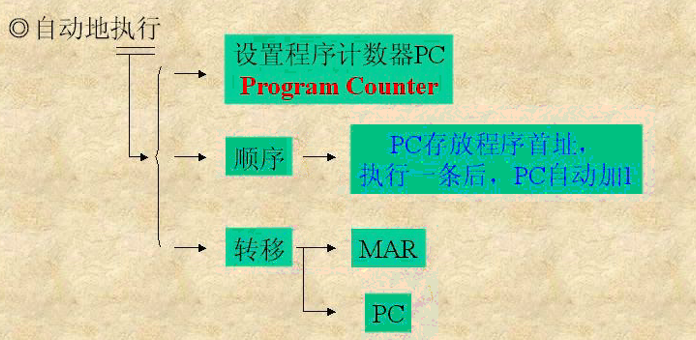 ◎自动地执行
设置程序计数器PC
Program Counter
顺序
PC存放程序首址,
执行一条后，PC自动加1
转移
MAR
PC